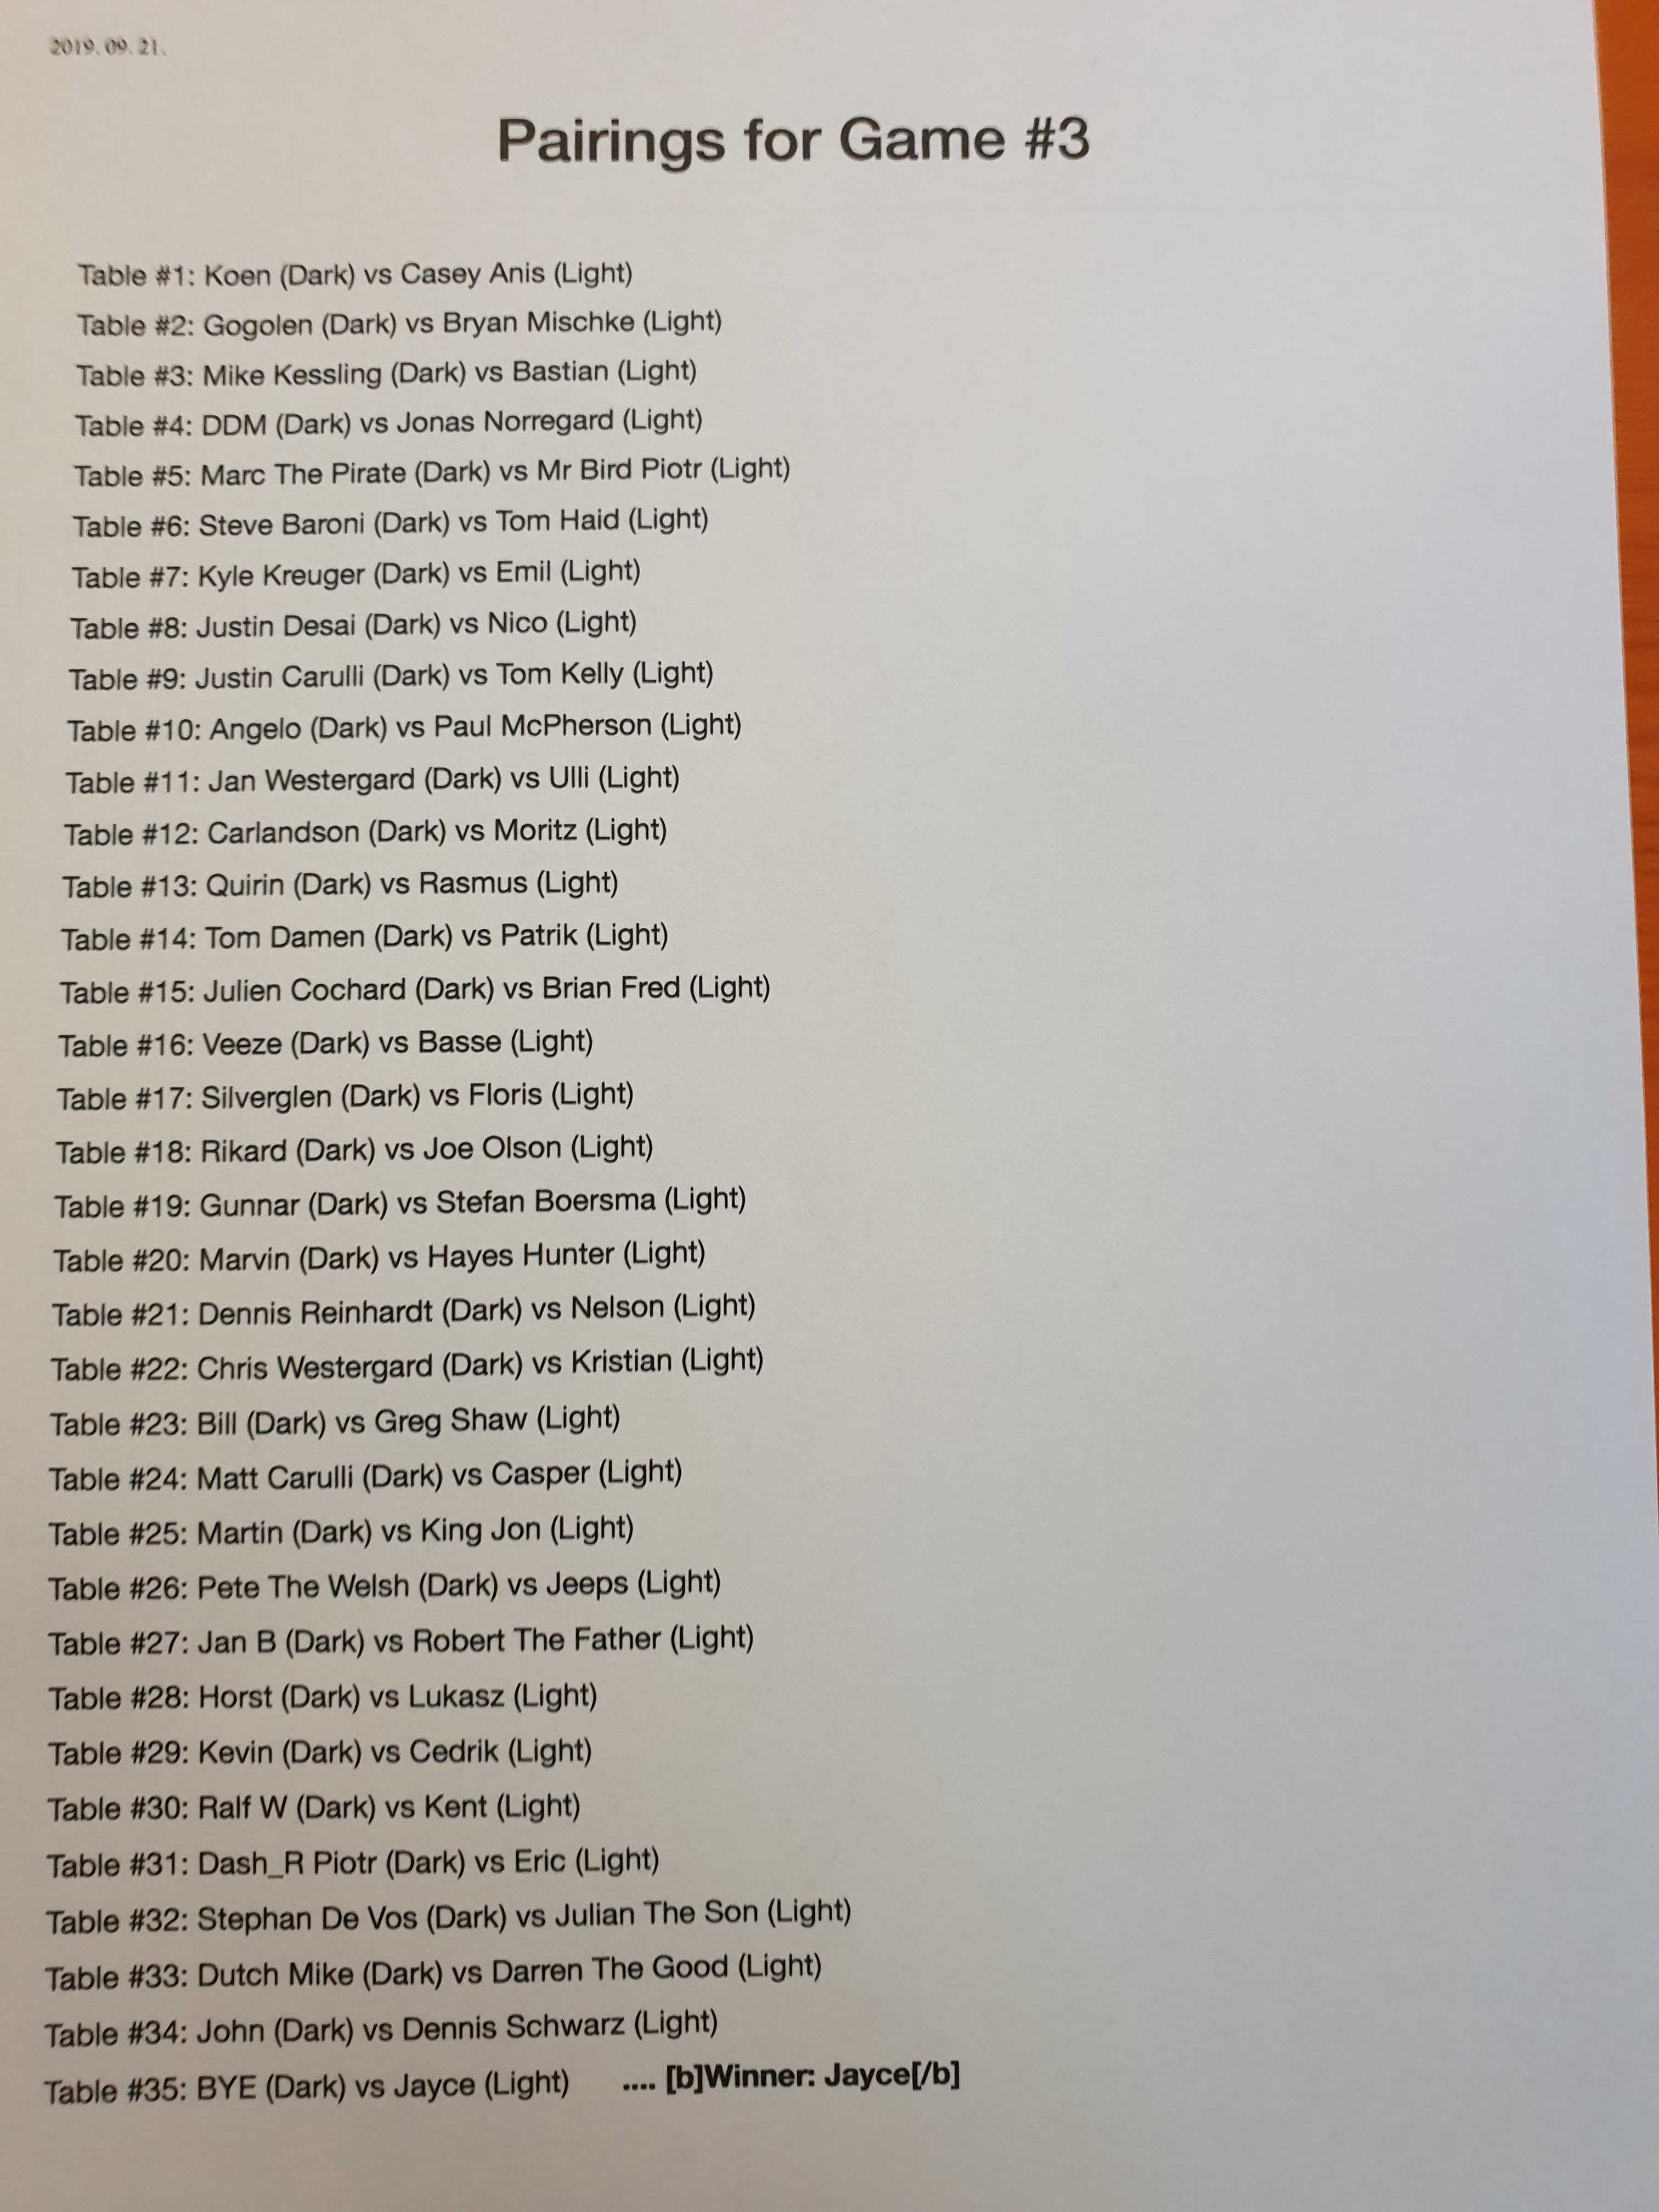 2019. 09. 21.
Pairings for Game #3
Table #1: Koen (Dark) vs Casey Anis (Light)
Table #2: Gogolen (Dark) vs Bryan Mischke (Light)
Table #3: Mike Kessling (Dark) vs Bastian (Light)
Table #4: DDM (Dark) vs Jonas Norregard (Light)
Table #5: Marc The Pirate (Dark) vs Mr Bird Piotr (Light)
Table #6: Steve Baroni (Dark) vs Tom Haid (Light)
Table #7: Kyle Kreuger (Dark) vs Emil (Light)
Table #8: Justin Desai (Dark) vs Nico (Light)
Table #9: Justin Carulli (Dark) vs Tom Kelly (Light)
Table #10: Angelo (Dark) vs Paul McPherson (Light)
Table #11: Jan Westergard (Dark) vs Ulli (Light)
Table #12: Carlandson (Dark) vs Moritz (Light)
Table #13: Quirin (Dark) vs Rasmus (Light)
Table #14: Tom Damen (Dark) vs Patrik (Light)
Table #15: Julien Cochard (Dark) vs Brian Fred (Light)
Table #16: Veeze (Dark) vs Basse (Light)
Table #17: Silverglen (Dark) vs Floris (Light)
Table #18: Rikard (Dark) vs Joe Olson (Light)
Table #19: Gunnar (Dark) vs Stefan Boersma (Light)
Table #20: Marvin (Dark) vs Hayes Hunter (Light)
Table #21: Dennis Reinhardt (Dark) vs Nelson (Light)
Table #22: Chris Westergard (Dark) vs Kristian (Light)
Table #23: Bill (Dark) vs Greg Shaw (Light)
Table #24: Matt Carulli (Dark) vs Casper (Light)
Table #25: Martin (Dark) vs King Jon (Light)
Table #26: Pete The Welsh (Dark) vs Jeeps (Light)
Table #27: Jan B (Dark) vs Robert The Father (Light)
Table #28: Horst (Dark) vs Lukasz (Light)
Table #29: Kevin (Dark) vs Cedrik (Light)
Table #30: Ralf W (Dark) vs Kent (Light)
Table #31: Dash_R Piotr (Dark) vs Eric (Light)
Table #32: Stephan De Vos (Dark) vs Julian The Son (Light)
Table #33: Dutch Mike (Dark) vs Darren The Good (Light)
Table #34: John (Dark) vs Dennis Schwarz (Light)
Table #35: BYE (Dark) vs Jayce (Light) .... [b]Winner: Jayce[/b]